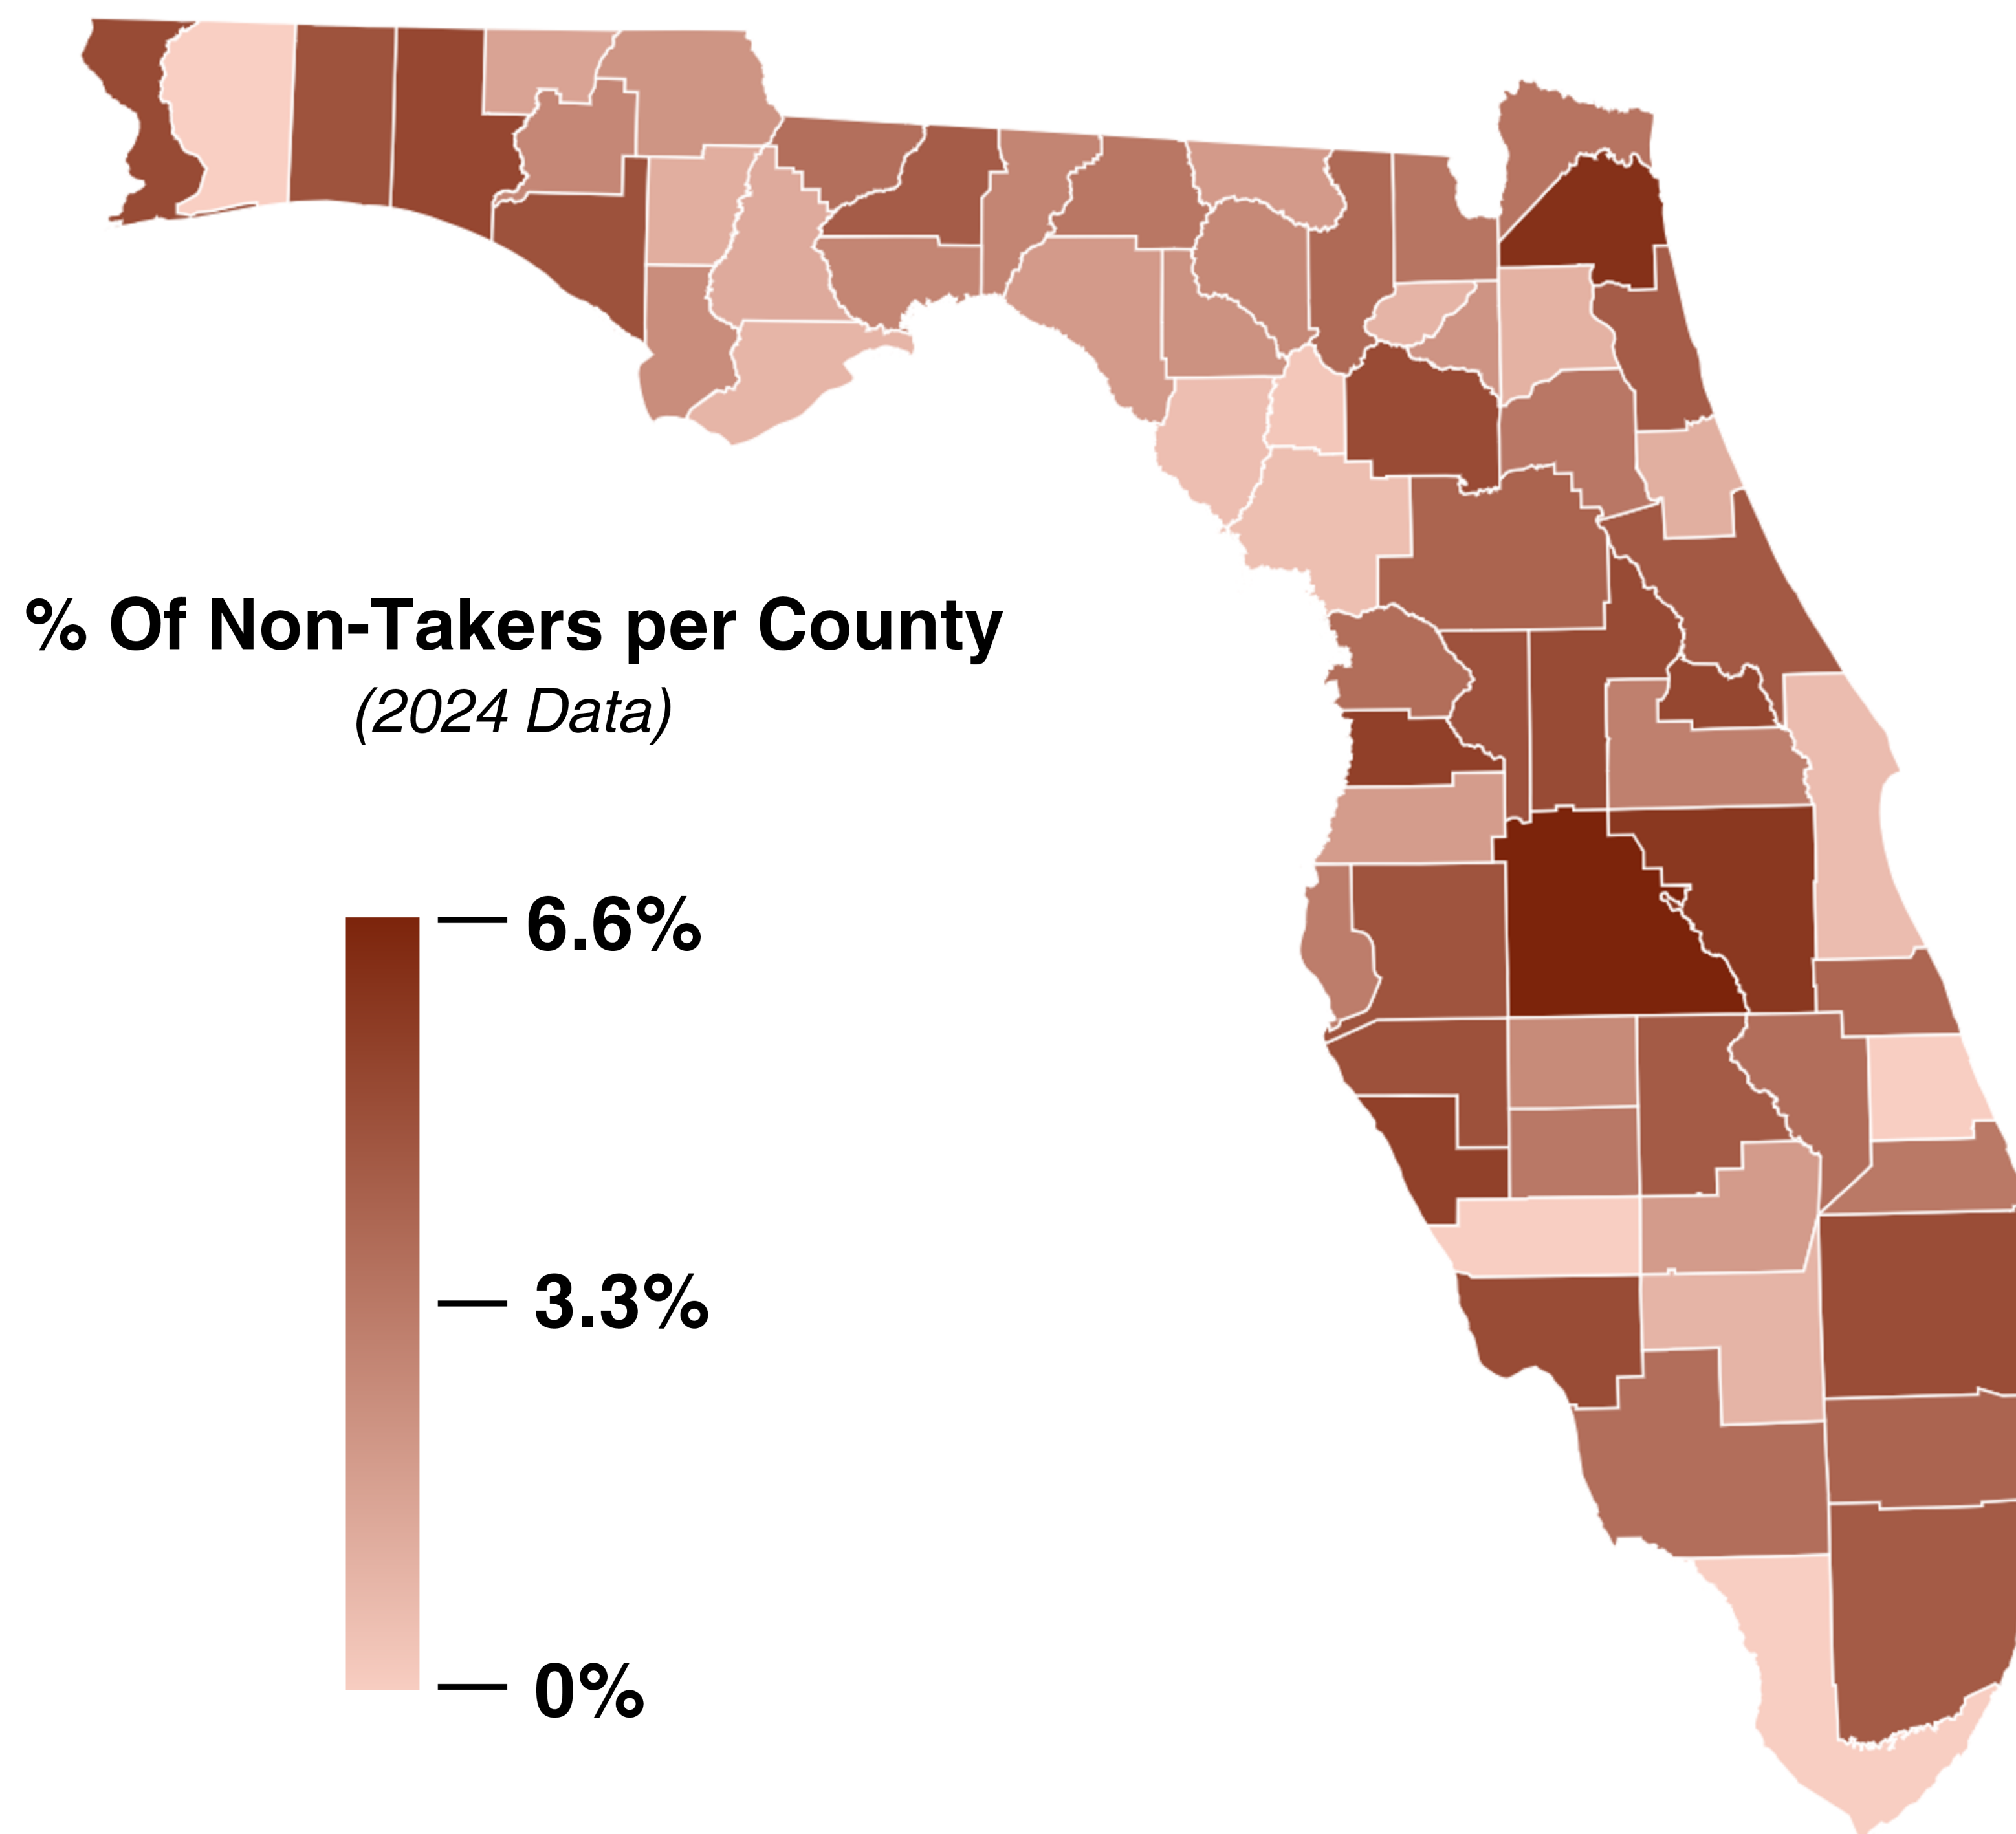 % Of Non-Takers per County
(2024 Data)
6.6%
3.3%
0%